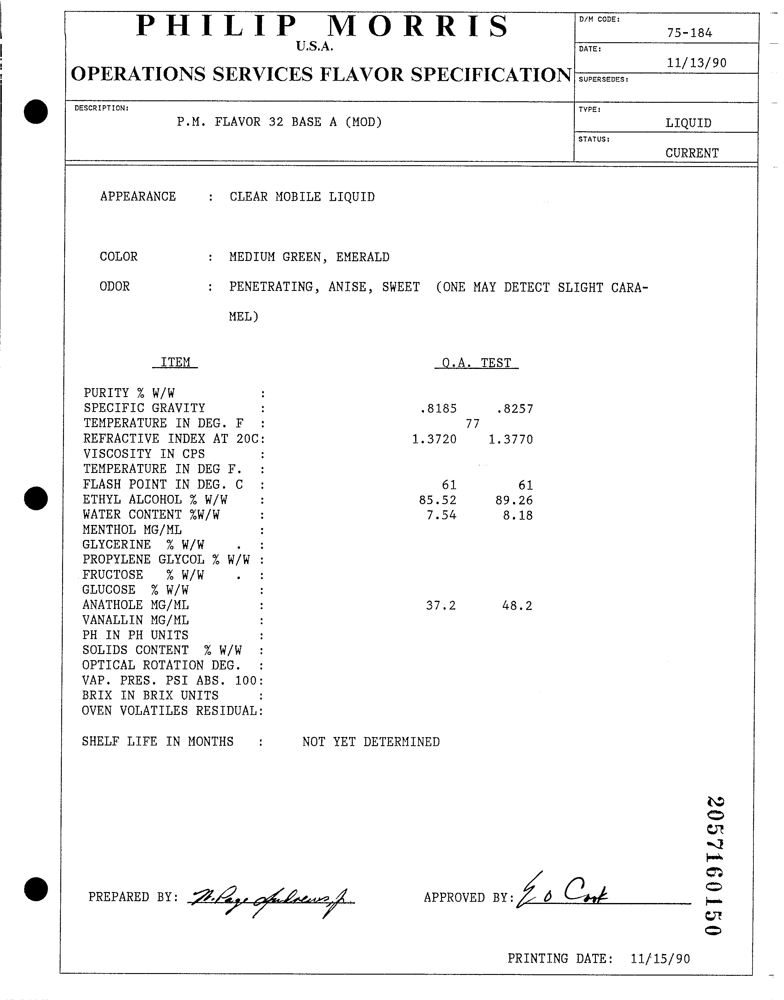 PHILIP MORRIS
U.S.A.
OPERATIONS SERVICES FLAVOR SPECIFICATION
D/M CODE:
75-184
DATE:
11/13/90
SUPERSEDES:
DESCRIPTION:
P.M. FLAVOR 32 BASE A (MOD)
TYPE:
LIQUID
STATUS:
CURRENT
APPEARANCE : CLEAR MOBILE LIQUID
COLOR : MEDIUM GREEN, EMERALD
ODOR : PENETRATING, ANISE, SWEET (ONE MAY DETECT SLIGHT CARA-
MEL)
ITEM Q.A. TEST
PURITY % W/W :
SPECIFIC GRAVITY : .8185 .8257
TEMPERATURE IN DEG. F : 77
REFRACTIVE INDEX AT 20C: 1.3720 1.3770
VISCOSITY IN CPS :
TEMPERATURE IN DEG F. :
FLASH POINT IN DEG. C : 61 61
ETHYL ALCOHOL % W/W : 85.52 89.26
WATER CONTENT %W/W : 7.54 8.18
MENTHOL MG/ML :
GLYCERINE % W/W . :
PROPYLENE GLYCOL % W/W :
FRUCTOSE % W/W . :
GLUCOSE % W/W :
ANATHOLE MG/ML : 37.2 48.2
VANALLIN MG/ML :
PH IN PH UNITS :
SOLIDS CONTENT % W/W :
OPTICAL ROTATION DEG. :
VAP. PRES. PSI ABS. 100:
BRIX IN BRIX UNITS :
OVEN VOLATILES RESIDUAL:
SHELF LIFE IN MONTHS : NOT YET DETERMINED
2057160150
PREPARED BY: N. Page Andrews, Jr APPROVED BY: E O Cook
PRINTING DATE: 11/15/90